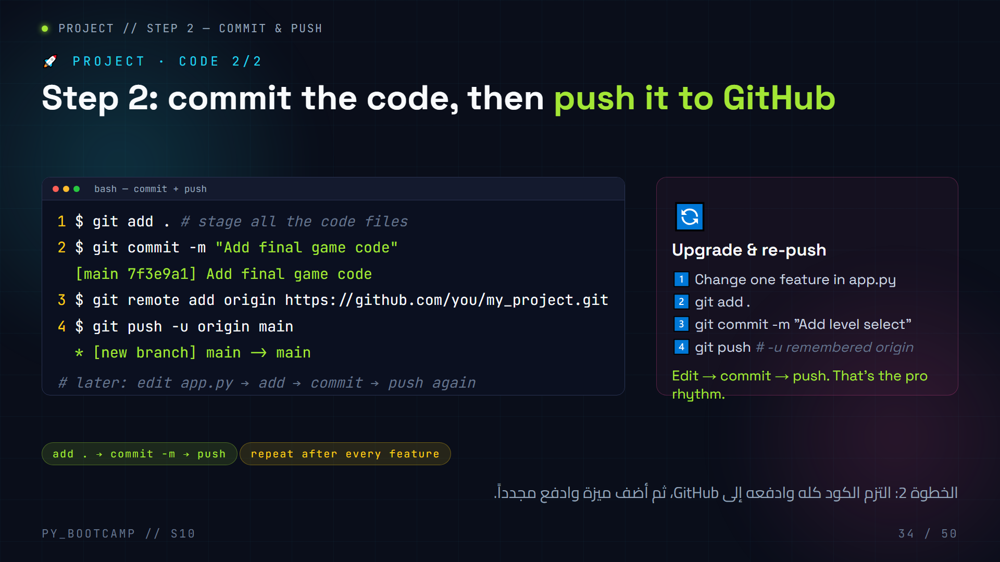 PROJECT // STEP 2 — COMMIT & PUSH
🚀 PROJECT · CODE 2/2
Step 2: commit the code, then push it to GitHub
bash — commit + push
1 $ git add . # stage all the code files
2 $ git commit -m "Add final game code"
[main 7f3e9a1] Add final game code
3 $ git remote add origin https://github.com/you/my_project.git
4 $ git push -u origin main
* [new branch] main -> main
# later: edit app.py → add → commit → push again
Upgrade & re-push
1 Change one feature in app.py
2 git add .
3 git commit -m ”Add level select”
4 git push # -u remembered origin
Edit → commit → push. That’s the pro
rhythm.
add . → commit -m → push
repeat after every feature
الخطوة 2: التزم الكود كله وادفعه إلى GitHub، ثم أضف ميزة وادفع مجدداً.
PY_BOOTCAMP // S10
34 / 50